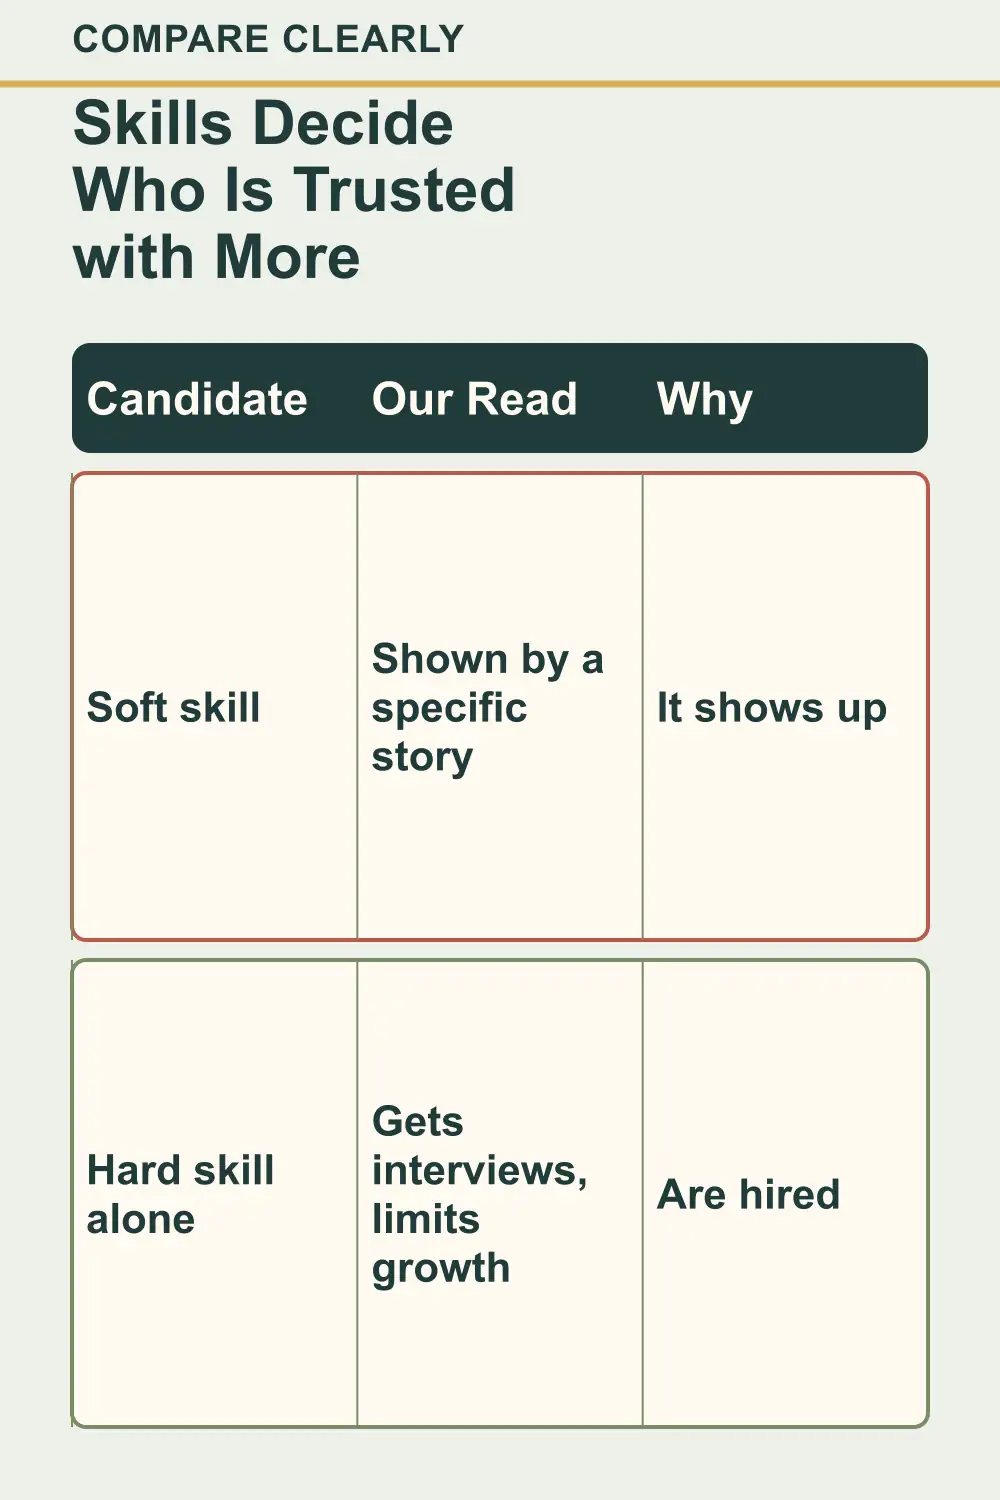 COMPARE CLEARLY
Skills Decide
Who Is Trusted
with More
Candidate Our Read Why
Soft skill
Shown by a
specific
story
It shows up
Hard skill
alone
Gets
interviews,
limits
growth
Are hired